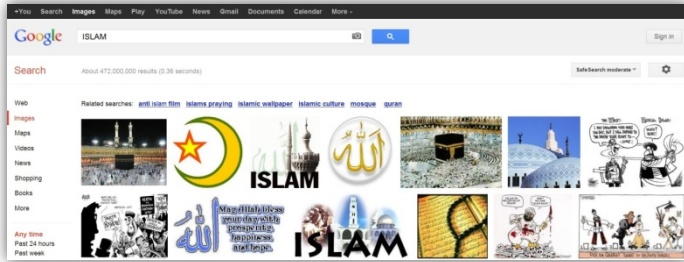 +You Search Images Maps Play YouTube News Gmail Documents Calendar More
Google ISLAM Sign in
Search About 472,000,000 results (0.36 seconds) SafeSearch moderate
Web
Images
Maps
Videos
News
Shopping
Books
More
Any time
Past 24 hours
Past week
Related searches: anti islam film islams praying islamic wallpaper islamic culture mosque quran
ISLAM
الله
الله
May Allah bless
your day with
prosperity,
happiness,
and hope.
ISLAM